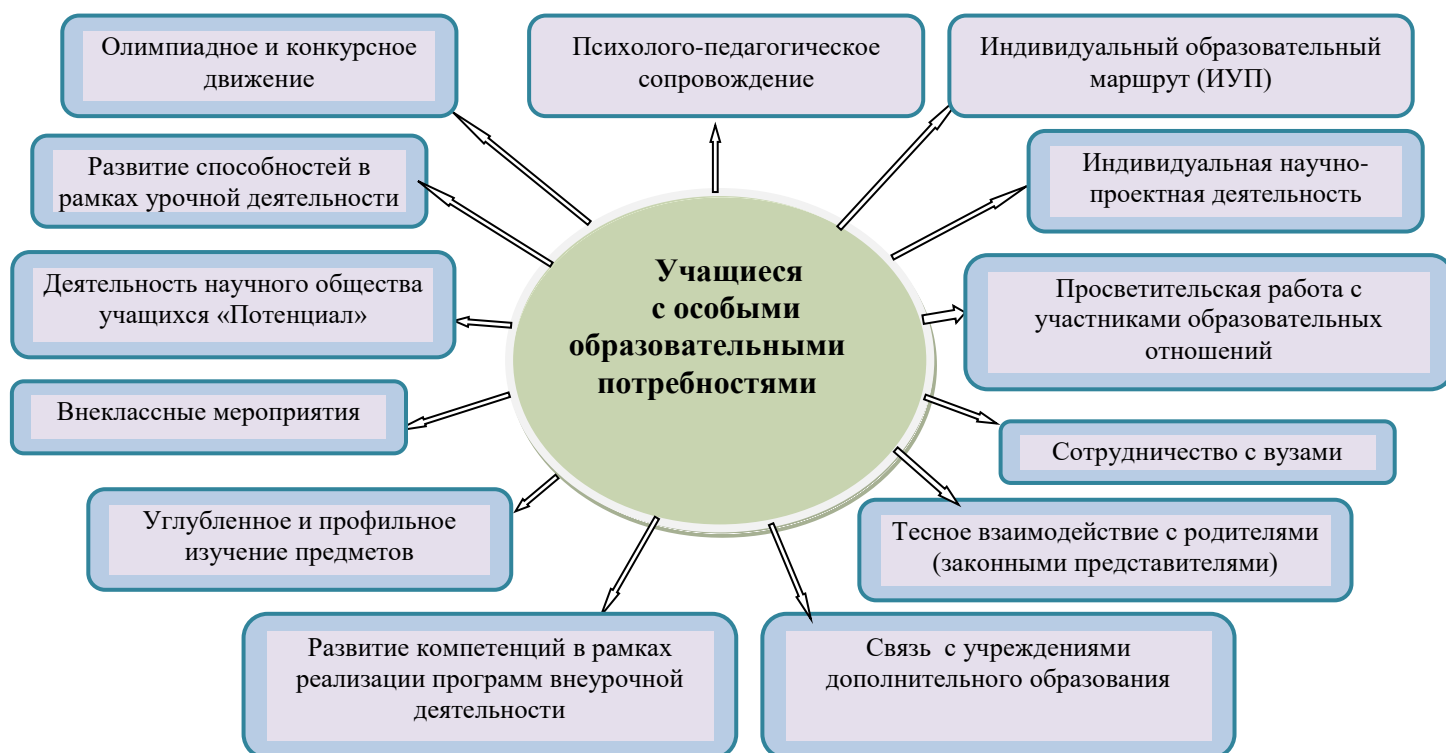 Олимпиадное и конкурсное
движение
Психолого-педагогическое
сопровождение
Индивидуальный образовательный
маршрут (ИУП)
Развитие способностей в
рамках урочной деятельности
Индивидуальная научно-
проектная деятельность
Учащиеся
с особыми
образовательными
потребностями
Деятельность научного общества
учащихся «Потенциал»
Просветительская работа с
участниками образовательных
отношений
Внеклассные мероприятия
Сотрудничество с вузами
Углубленное и профильное
изучение предметов
Тесное взаимодействие с родителями
(законными представителями)
Развитие компетенций в рамках
реализации программ внеурочной
деятельности
Связь с учреждениями
дополнительного образования